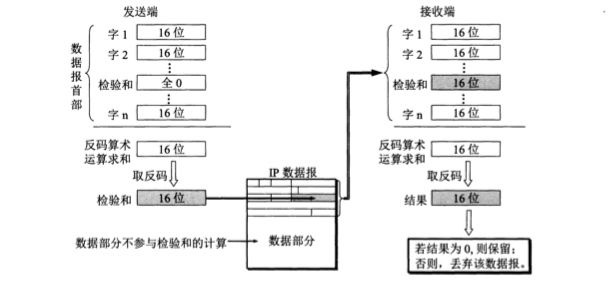 发送端
数据报首部
字 1 16 位
字 2 16 位
检验和 全 0
字 n 16 位
反码算术
运算求和 16 位
取反码
检验和 16 位
数据部分不参与检验和的计算
IP 数据报
数据部分
接收端
字 1 16 位
字 2 16 位
检验和 16 位
字 n 16 位
反码算术
运算求和 16 位
取反码
结果 16 位
若结果为 0,则保留;
否则，丢弃该数据报。